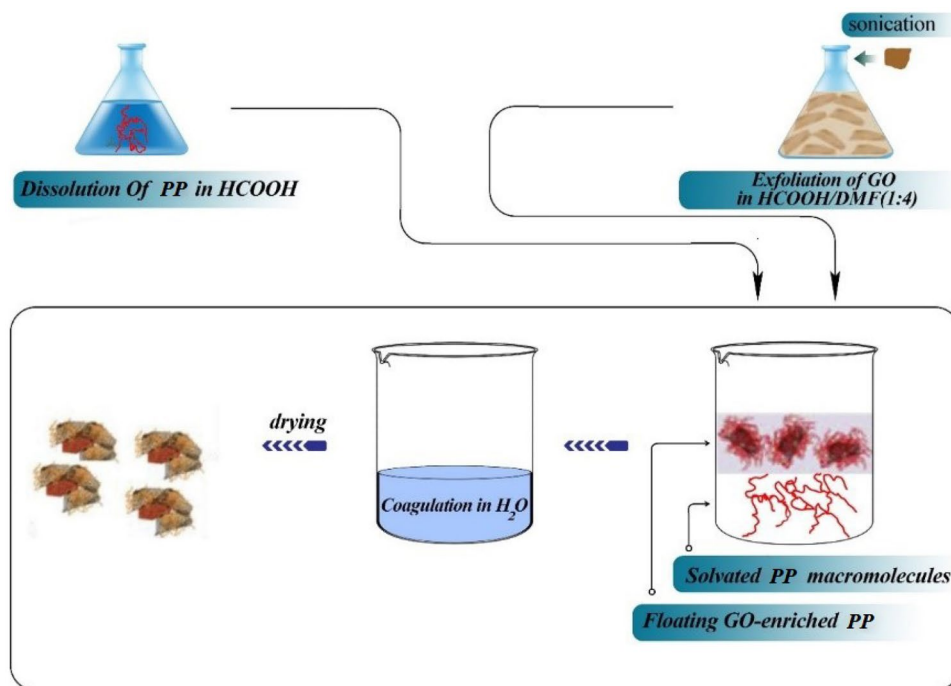 sonication
Dissolution Of PP in HCOOH
Exfoliation of GO
in HCOOH/DMF(1:4)
drying
Coagulation in H₂O
Solvated PP macromolecules
Floating GO-enriched PP